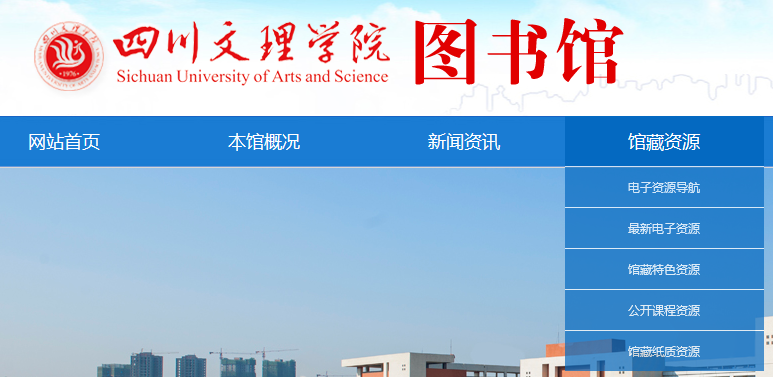 四川文理学院
Sichuan University of Arts and Science
图书馆
·1976·
网站首页 本馆概况 新闻资讯 馆藏资源
电子资源导航
最新电子资源
馆藏特色资源
公开课程资源
馆藏纸质资源